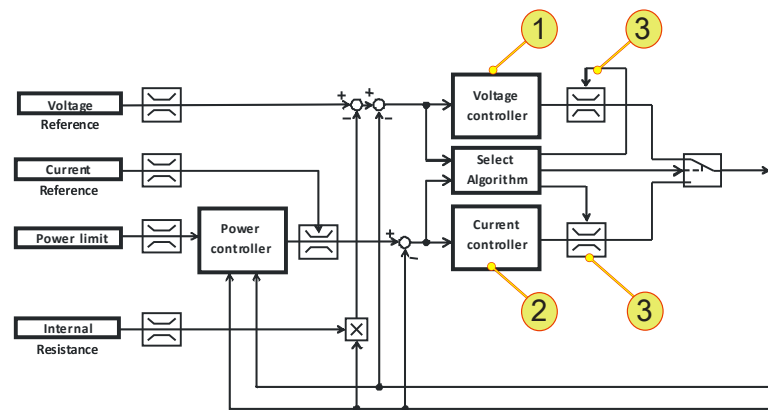 1
3
Voltage
Reference
Voltage
controller
Current
Reference
Select
Algorithm
Power limit
Power
controller
Current
controller
Internal
Resistance
2
3
+
−
+
−
+
−
×